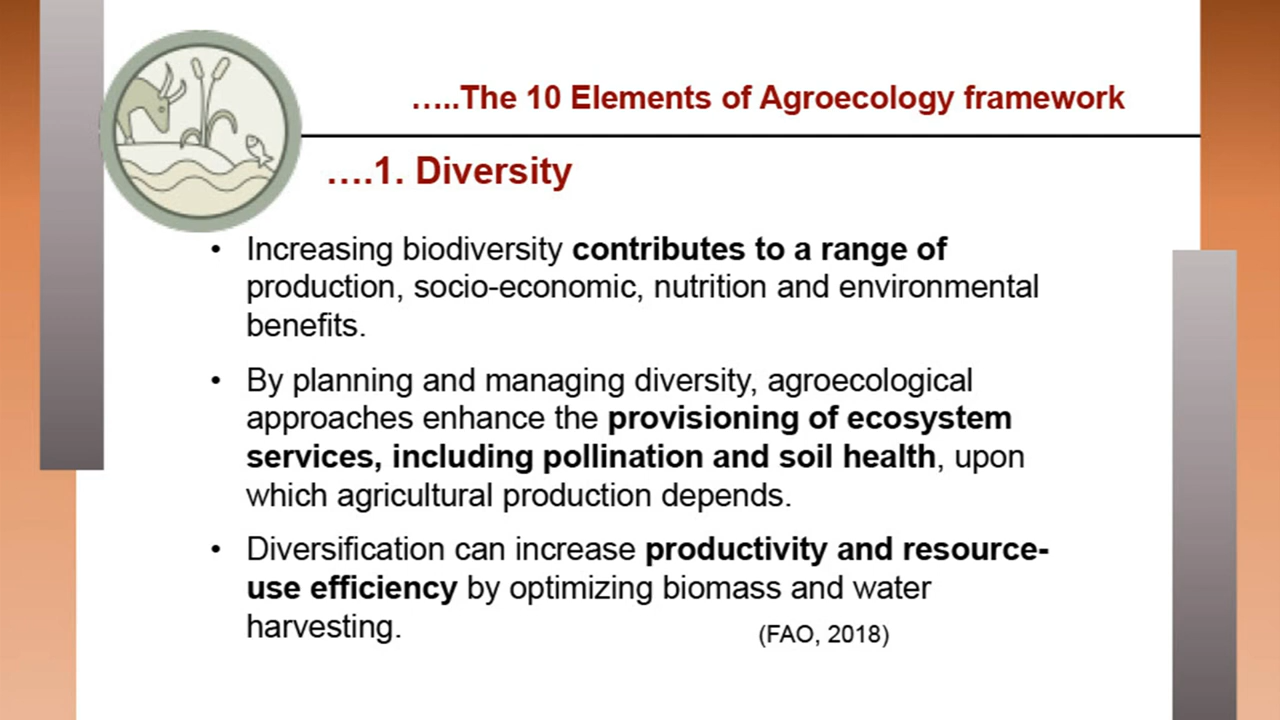 …..The 10 Elements of Agroecology framework
….1. Diversity
• Increasing biodiversity contributes to a range of
production, socio-economic, nutrition and environmental
benefits.
• By planning and managing diversity, agroecological
approaches enhance the provisioning of ecosystem
services, including pollination and soil health, upon
which agricultural production depends.
• Diversification can increase productivity and resource-
use efficiency by optimizing biomass and water
harvesting.
(FAO, 2018)